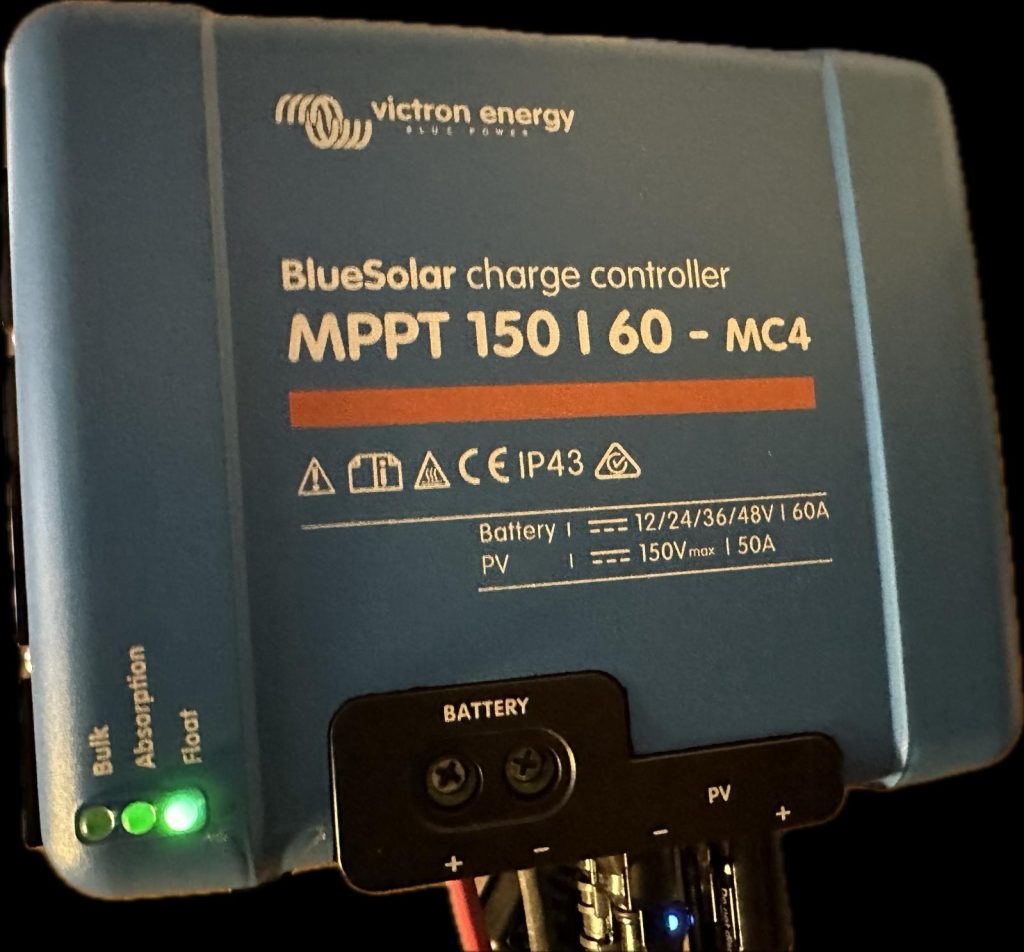 victron energy
BLUE POWER
BlueSolar charge controller
MPPT 150 | 60 - MC4
CE IP43
Battery | 12/24/36/48V | 60A
PV | 150Vmax | 50A
Bulk
Absorption
Float
BATTERY
PV
+ - - +